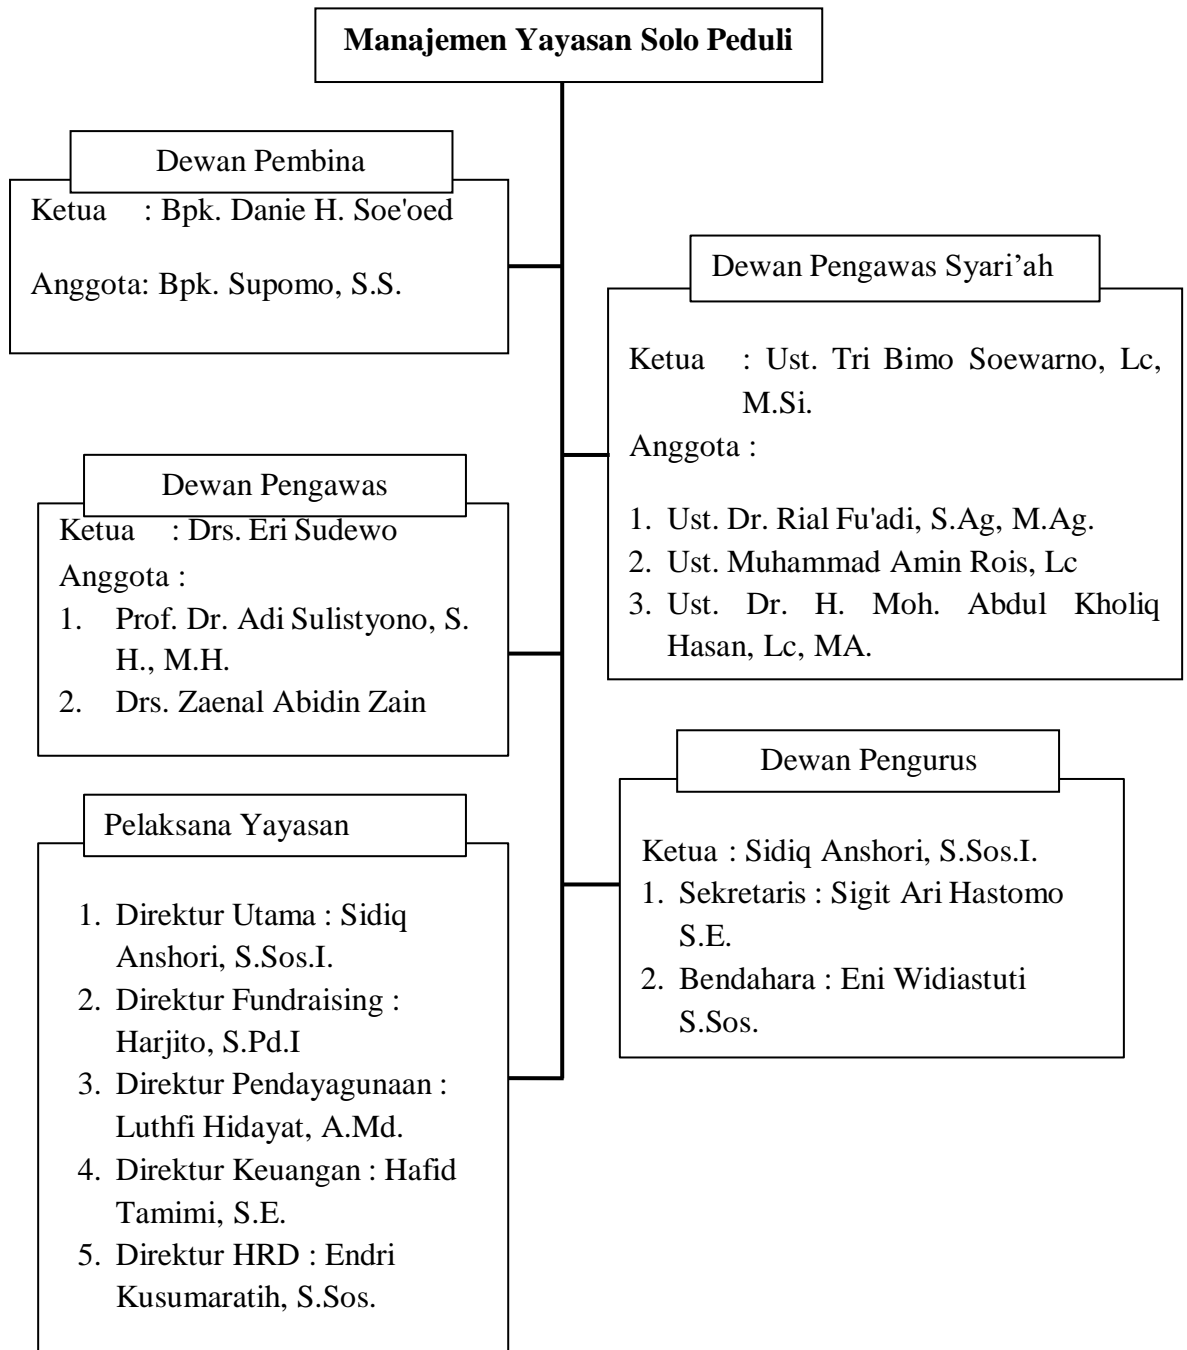 Manajemen Yayasan Solo Peduli
Dewan Pembina
Ketua : Bpk. Danie H. Soe'oed
Anggota: Bpk. Supomo, S.S.
Dewan Pengawas Syari’ah
Ketua : Ust. Tri Bimo Soewarno, Lc,
M.Si.
Anggota :
1. Ust. Dr. Rial Fu'adi, S.Ag, M.Ag.
2. Ust. Muhammad Amin Rois, Lc
3. Ust. Dr. H. Moh. Abdul Kholiq
Hasan, Lc, MA.
Dewan Pengawas
Ketua : Drs. Eri Sudewo
Anggota :
1. Prof. Dr. Adi Sulistyono, S.
H., M.H.
2. Drs. Zaenal Abidin Zain
Dewan Pengurus
Ketua : Sidiq Anshori, S.Sos.I.
1. Sekretaris : Sigit Ari Hastomo
S.E.
2. Bendahara : Eni Widiastuti
S.Sos.
Pelaksana Yayasan
1. Direktur Utama : Sidiq
Anshori, S.Sos.I.
2. Direktur Fundraising :
Harjito, S.Pd.I
3. Direktur Pendayagunaan :
Luthfi Hidayat, A.Md.
4. Direktur Keuangan : Hafid
Tamimi, S.E.
5. Direktur HRD : Endri
Kusumaratih, S.Sos.